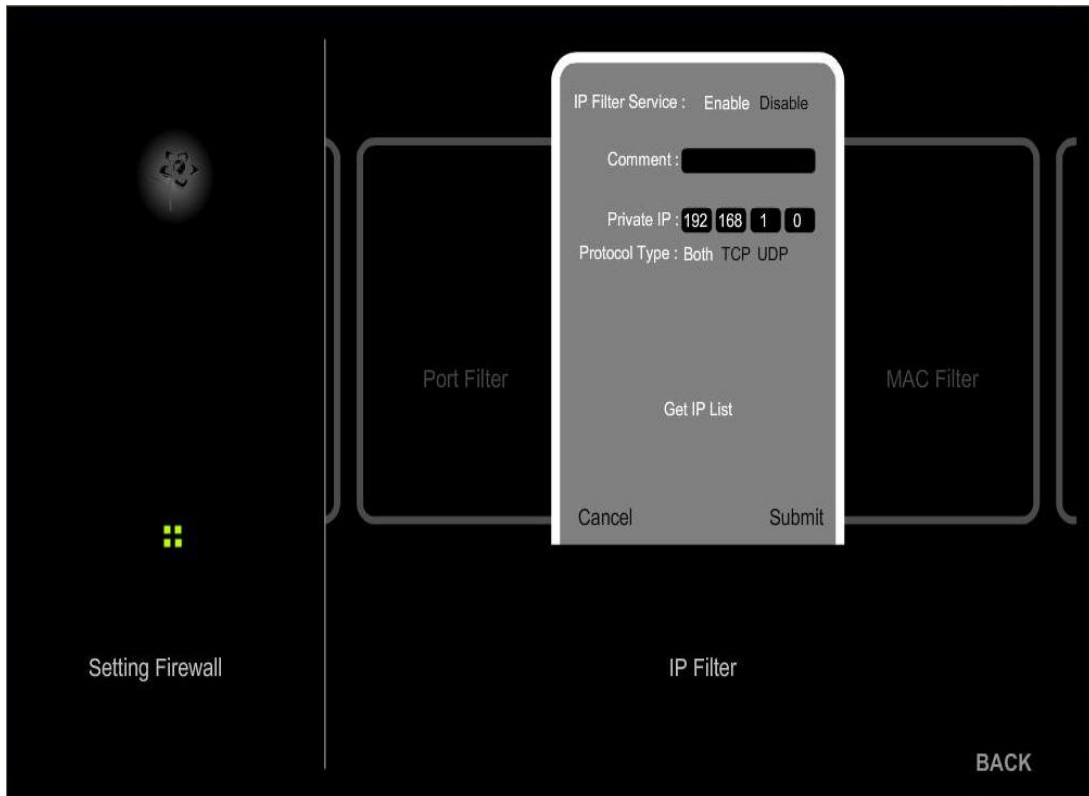 IP Filter Service : Enable Disable
Comment :
Private IP : 192 168 1 0
Protocol Type : Both TCP UDP
Port Filter
MAC Filter
Get IP List
Cancel Submit
Setting Firewall
IP Filter
BACK